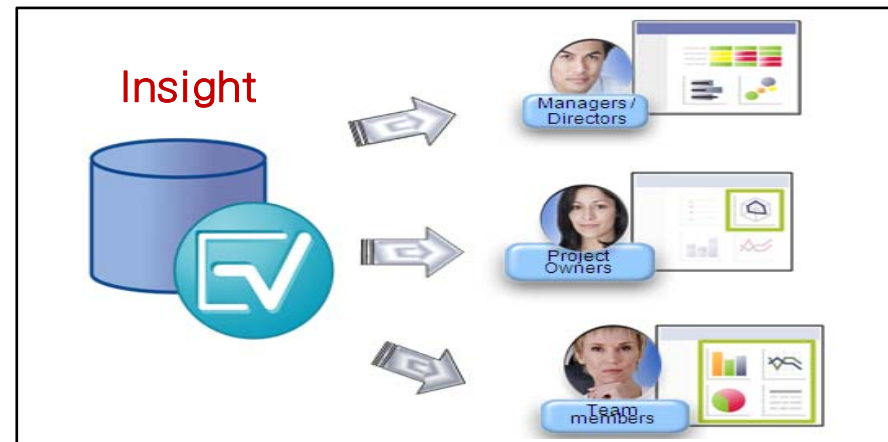 Insight
Managers /
Directors
Project
Owners
Team
members